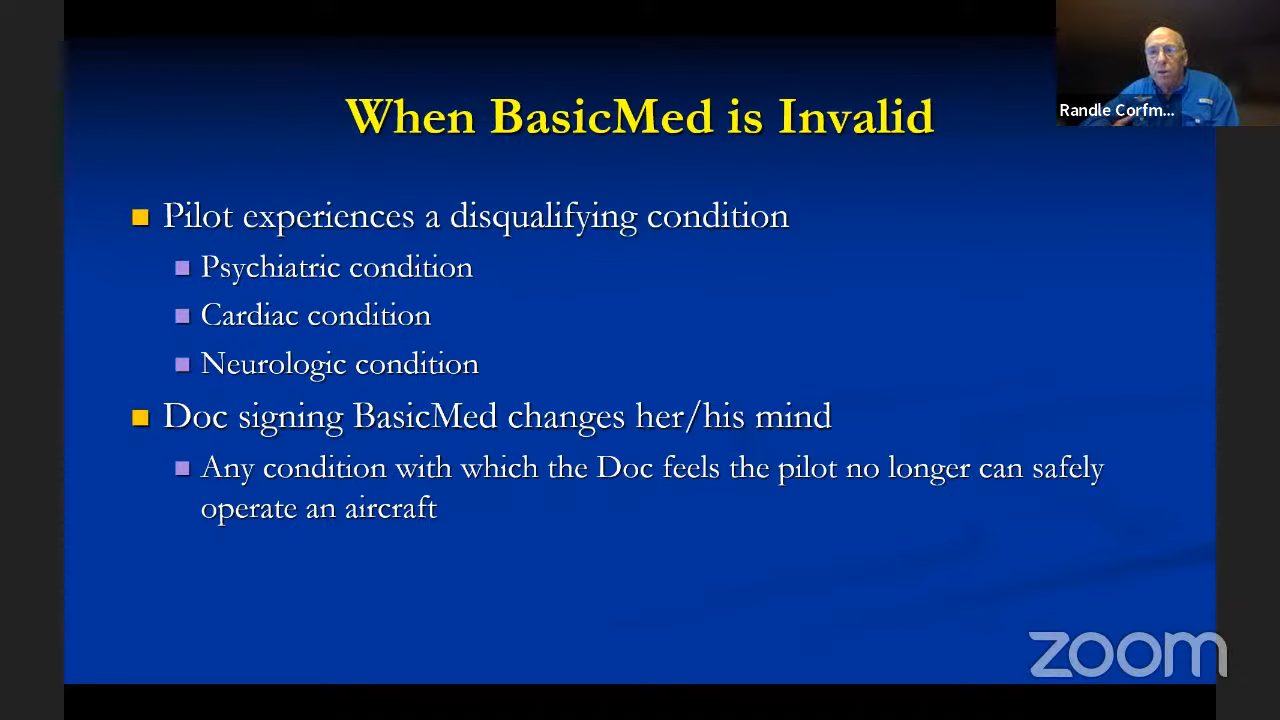 When BasicMed is Invalid
Randle Corfm...
Pilot experiences a disqualifying condition
Psychiatric condition
Cardiac condition
Neurologic condition
Doc signing BasicMed changes her/his mind
Any condition with which the Doc feels the pilot no longer can safely
operate an aircraft
zoom